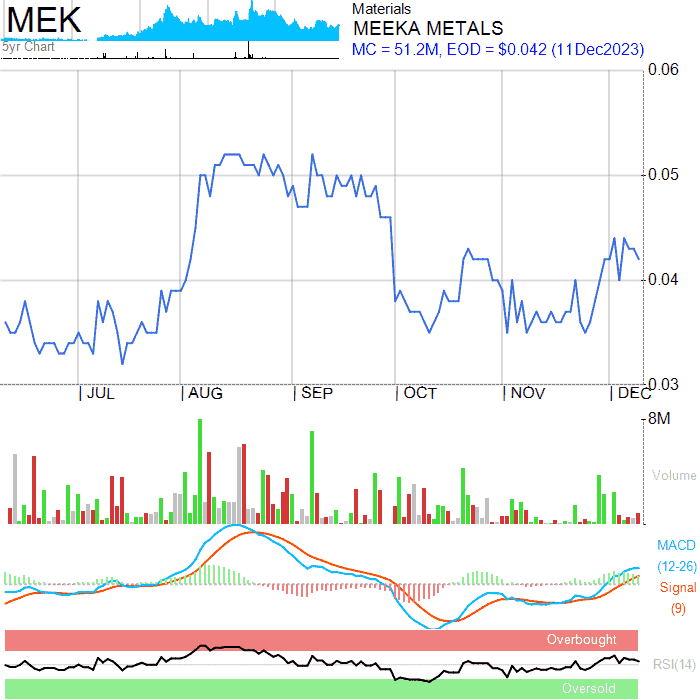 MEK
5yr Chart
Materials
MEEKA METALS
MC = 51.2M, EOD = $0.042 (11Dec2023)
0.06
0.05
0.04
0.03
JUL AUG SEP OCT NOV DEC
8M
Volume
MACD
(12-26)
Signal
(9)
Overbought
RSI(14)
Oversold